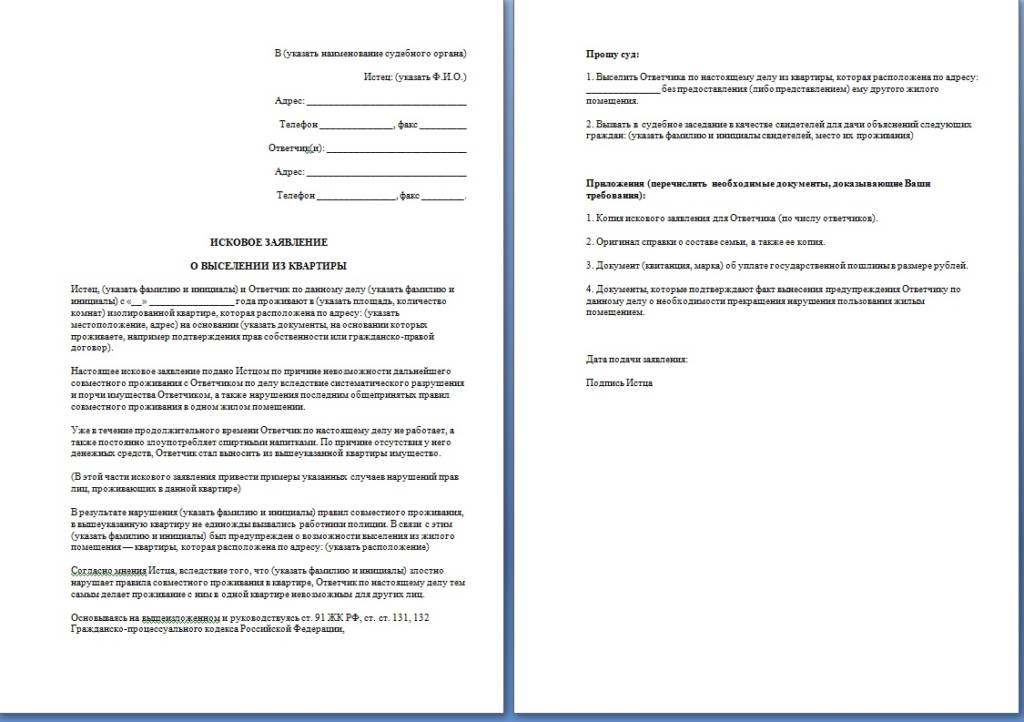 В (указать наименование судебного органа)
Истец: (указать Ф.И.О.)
Адрес: ________________________________
Телефон _______________, факс _________
Ответчик(и): ____________________________
Адрес: ________________________________
Телефон ________________, факс _________.
ИСКОВОЕ ЗАЯВЛЕНИЕ
О ВЫСЕЛЕНИИ ИЗ КВАРТИРЫ
Истец, (указать фамилию и инициалы) и Ответчик по данному делу (указать фамилию и
инициалы) с «__» _________________ года проживают в (указать площадь, количество
комнат) изолированной квартире, которая расположена по адресу: (указать
местоположение, адрес) на основании (указать документы, на основании которых
проживаете, например подтверждения прав собственности или гражданско-правой
договор).
Настоящее исковое заявление подано Истцом по причине невозможности дальнейшего
совместного проживания с Ответчиком по делу вследствие систематического разрушения
и порчи имущества Ответчиком, а также нарушения последним общепринятых правил
совместного проживания в одном жилом помещении.
Уже в течение продолжительного времени Ответчик по настоящему делу не работает, а
также постоянно злоупотребляет спиртными напитками. По причине отсутствия у него
денежных средств, Ответчик стал выносить из вышеуказанной квартиры имущество.
(В этой части искового заявления привести примеры указанных случаев нарушений прав
лиц, проживающих в данной квартире)
В результате нарушения (указать фамилию и инициалы) правил совместного проживания,
в вышеуказанную квартиру не единожды вызвались работники полиции. В связи с этим
(указать фамилию и инициалы) был предупрежден о возможности выселения из жилого
помещения — квартиры, которая расположена по адресу: (указать расположение)
Согласно мнения Истца, вследствие того, что (указать фамилию и инициалы) злостно
нарушает правила совместного проживания в квартире, Ответчик по настоящему делу тем
самым делает проживание с ним в одной квартире невозможным для других лиц.
Основываясь на вышеизложенном и руководствуясь ст. 91 ЖК РФ, ст. ст. 131, 132
Гражданско-процессуального кодекса Российской Федерации,
Прошу суд:
1. Выселить Ответчика по настоящему делу из квартиры, которая расположена по адресу:
_______________ без предоставления (либо представлением) ему другого жилого
помещения.
2. Вызвать в судебное заседание в качестве свидетелей для дачи объяснений следующих
граждан: (указать фамилию и инициалы свидетелей, место их проживания)
Приложения (перечислить необходимые документы, доказывающие Ваши
требования):
1. Копия искового заявления для Ответчика (по числу ответчиков).
2. Оригинал справки о составе семьи, а также ее копия.
3. Документ (квитанция, марка) об уплате государственной пошлины в размере рублей.
4. Документы, которые подтверждают факт вынесения предупреждения Ответчику по
данному делу о необходимости прекращения нарушения пользования жилым
помещением.
Дата подачи заявления:
Подпись Истца